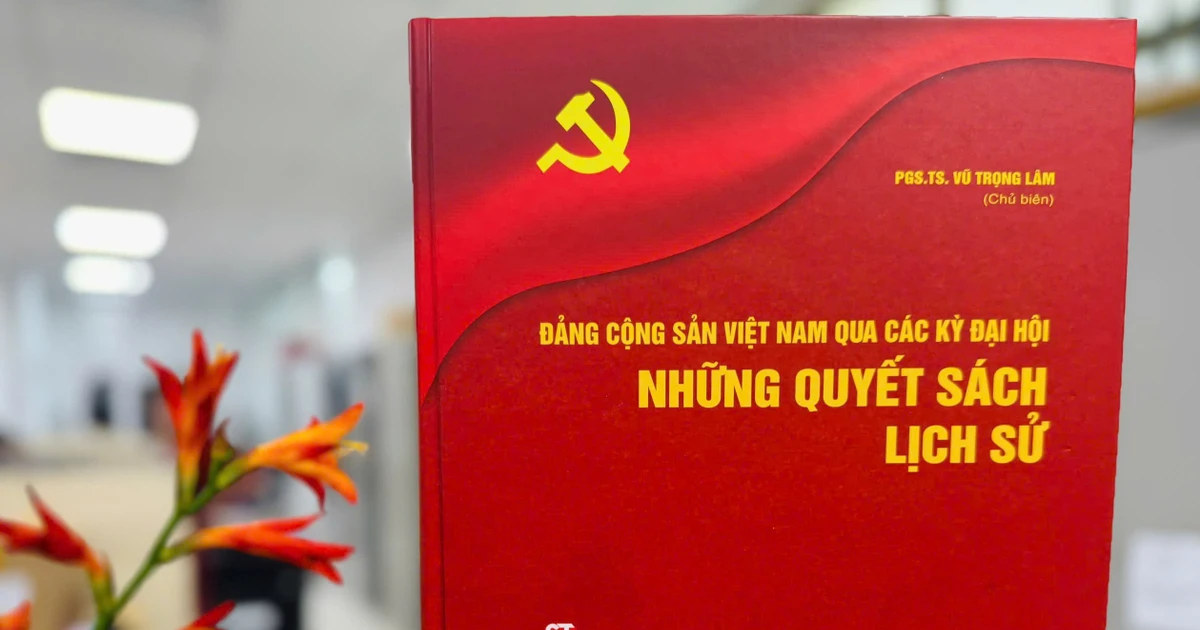 PGS.TS. VŨ TRỌNG LÂM
(Chủ biên)
ĐẢNG CỘNG SẢN VIỆT NAM QUA CÁC KỲ ĐẠI HỘI
NHỮNG QUYẾT SÁCH
LỊCH SỬ